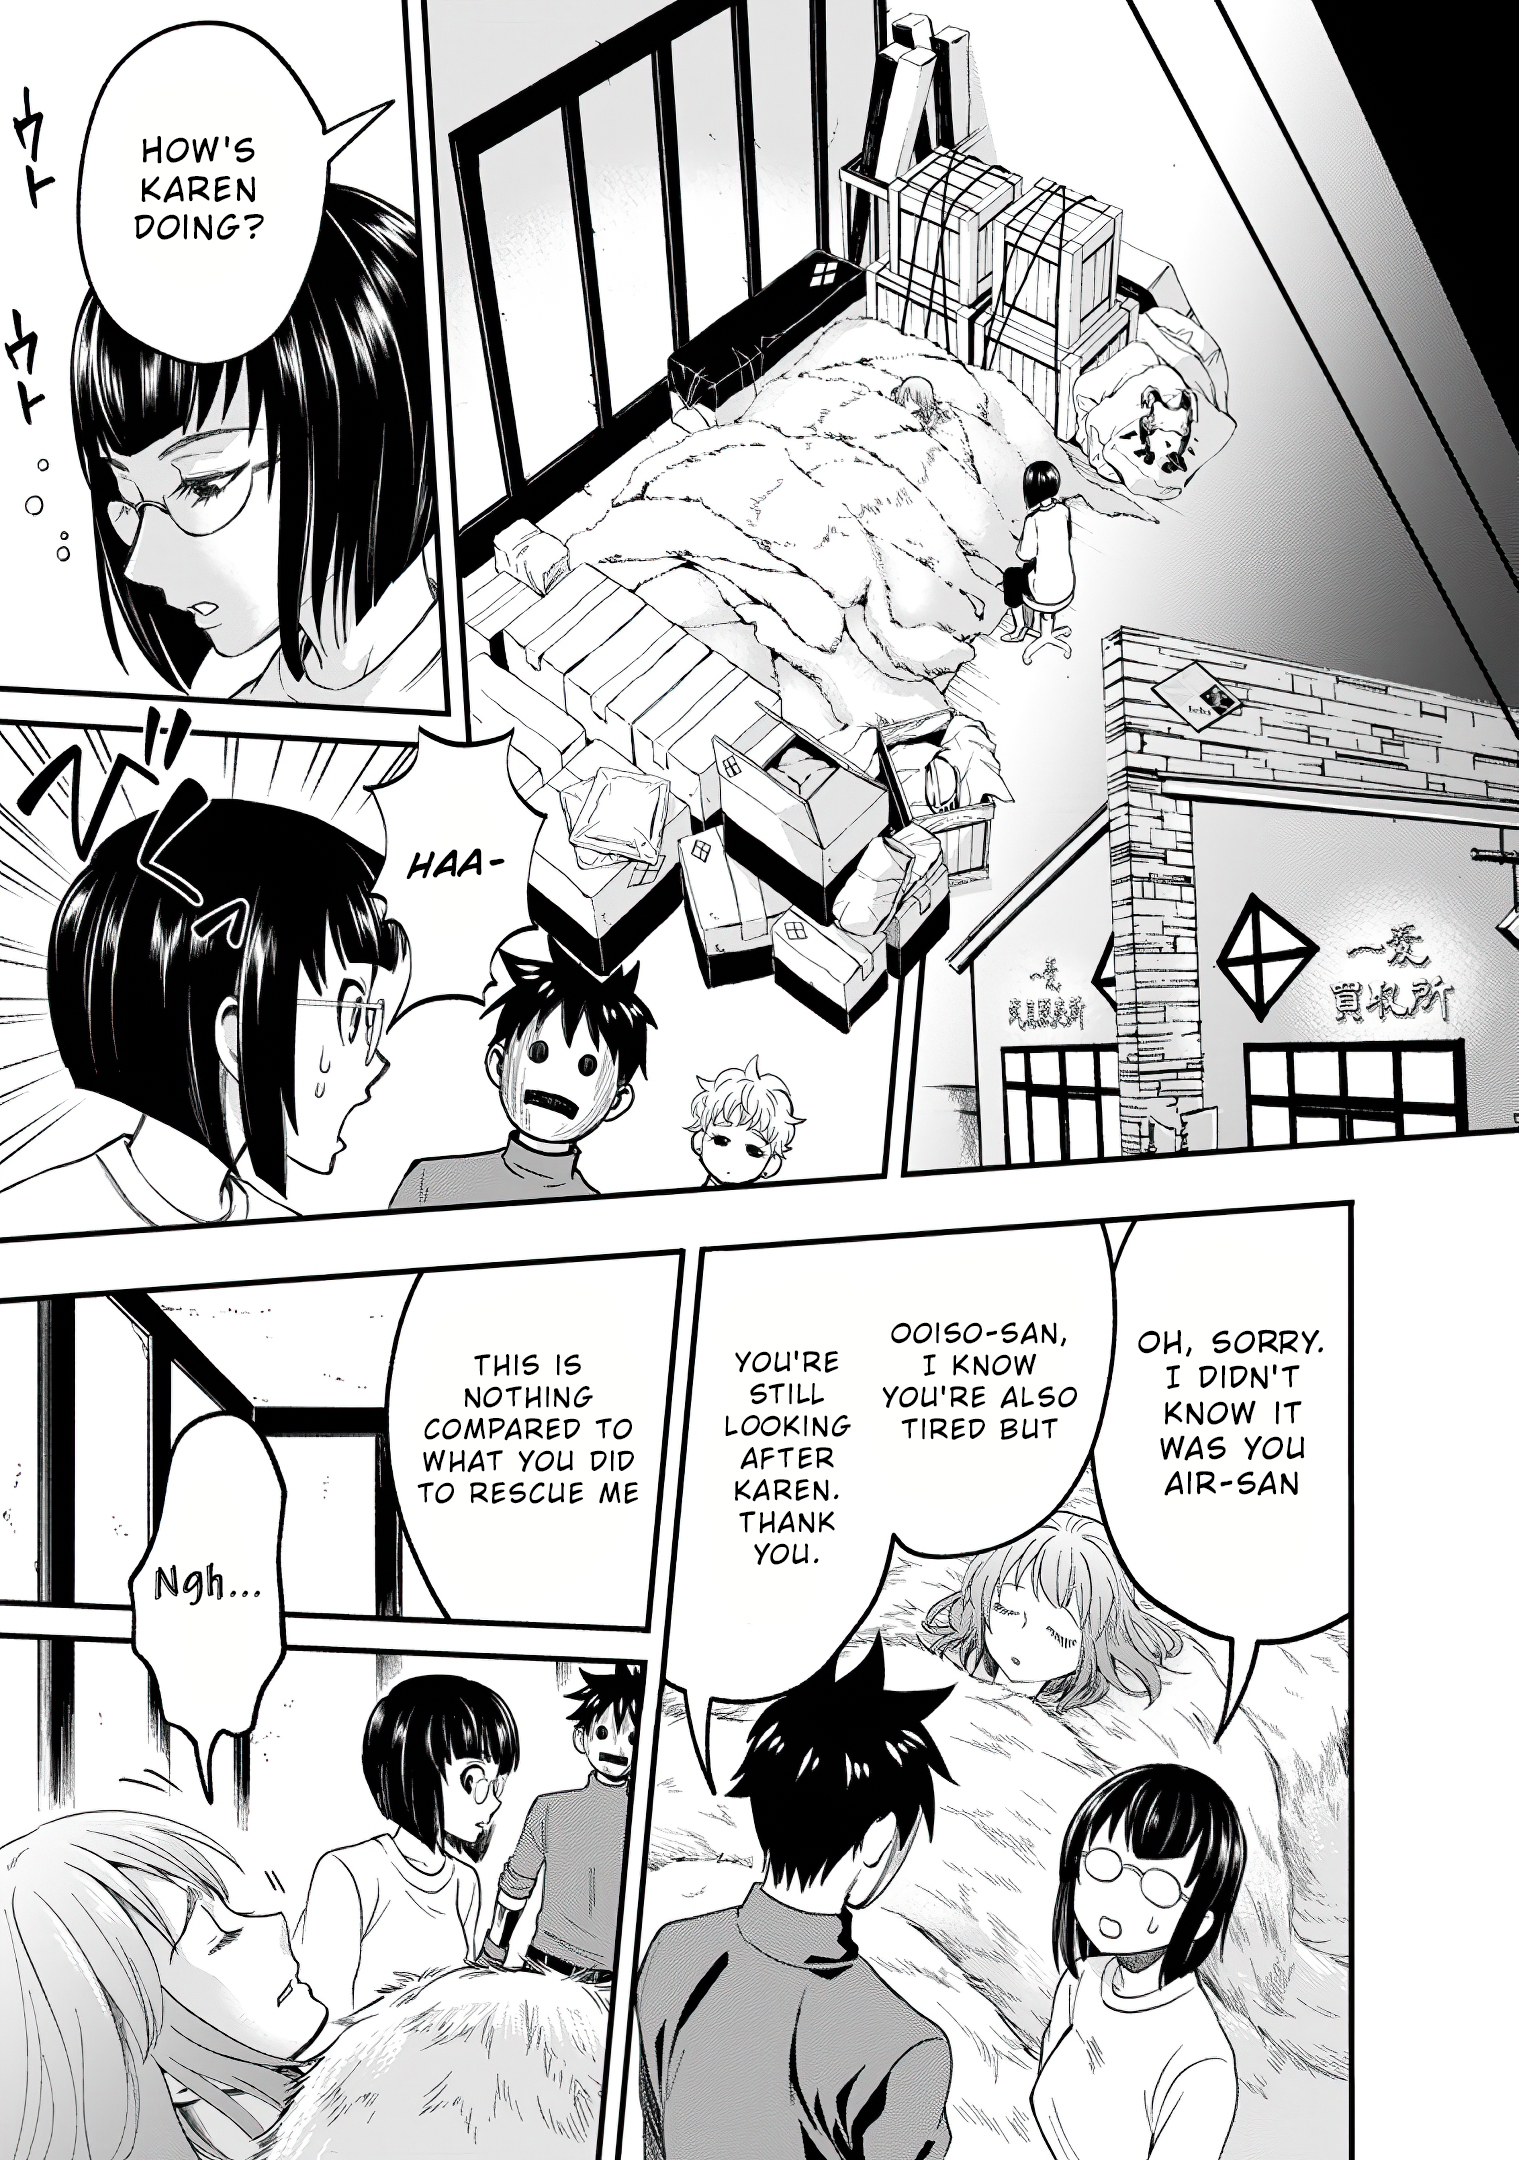 一菱
買収所
ウト
ウト
HOW'S
KAREN
DOING?
ビクッ
HAA-
OH, SORRY.
I DIDN'T
KNOW IT
WAS YOU
AIR-SAN
OOISO-SAN,
I KNOW
YOU'RE ALSO
TIRED BUT
YOU'RE
STILL
LOOKING
AFTER
KAREN.
THANK
YOU.
THIS IS
NOTHING
COMPARED TO
WHAT YOU DID
TO RESCUE ME
Ngh...